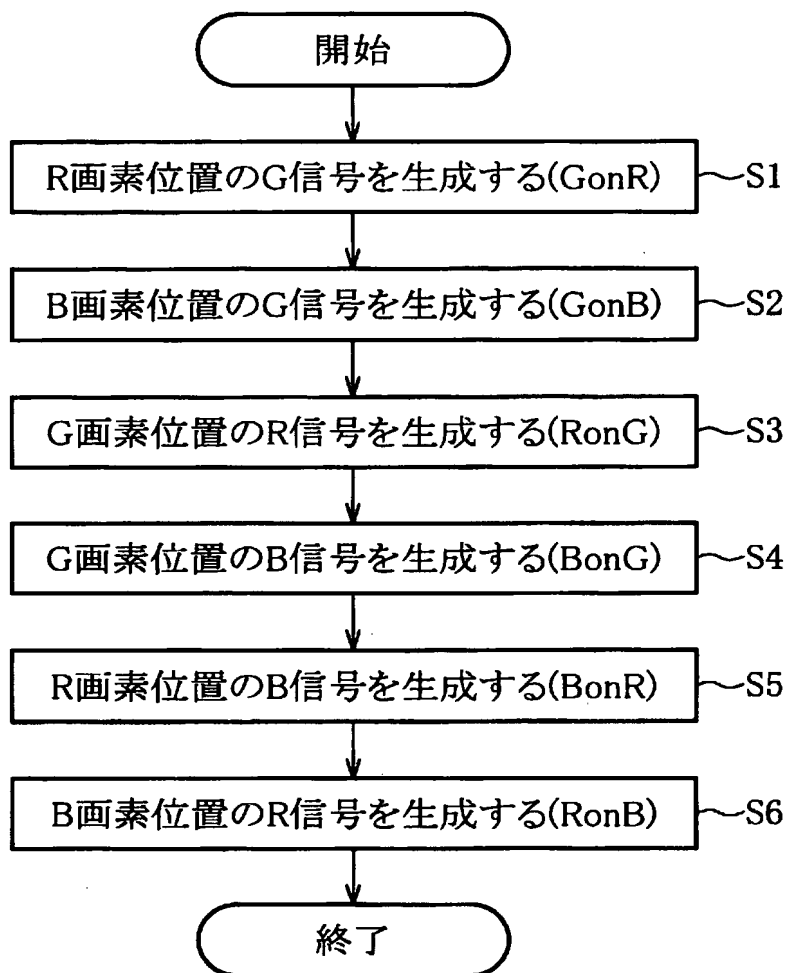 開始
R画素位置のG信号を生成する(GonR) S1
B画素位置のG信号を生成する(GonB) S2
G画素位置のR信号を生成する(RonG) S3
G画素位置のB信号を生成する(BonG) S4
R画素位置のB信号を生成する(BonR) S5
B画素位置のR信号を生成する(RonB) S6
終了